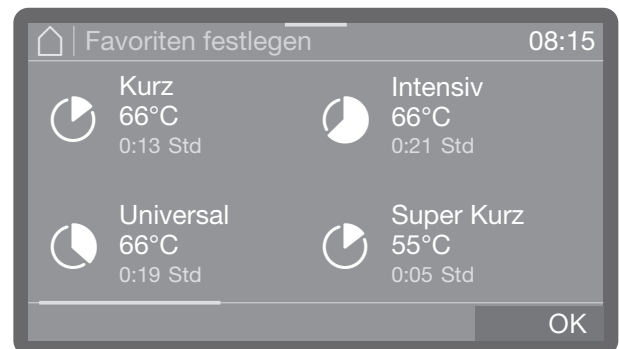 Favoriten festlegen 08:15
Kurz
66°C
0:13 Std
Intensiv
66°C
0:21 Std
Universal
66°C
0:19 Std
Super Kurz
55°C
0:05 Std
OK